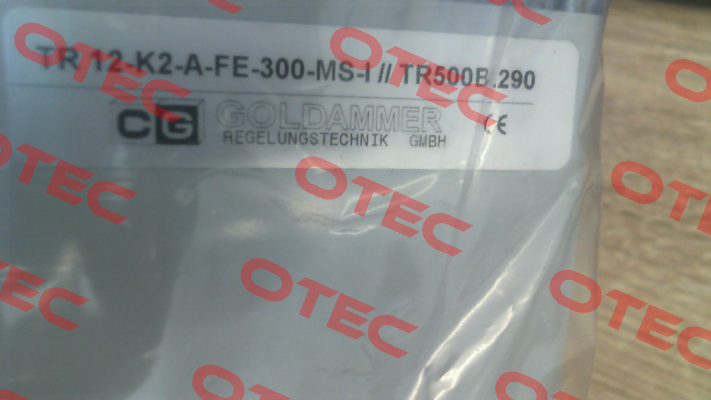 TR 12-K2-A-FE-300-MS-I // TR500B.290
CG GOLDAMMER CE
REGELUNGSTECHNIK GMBH
OTEC
OTEC
OTEC
OTEC
OTEC
OTEC
OTEC
OTEC
OTEC